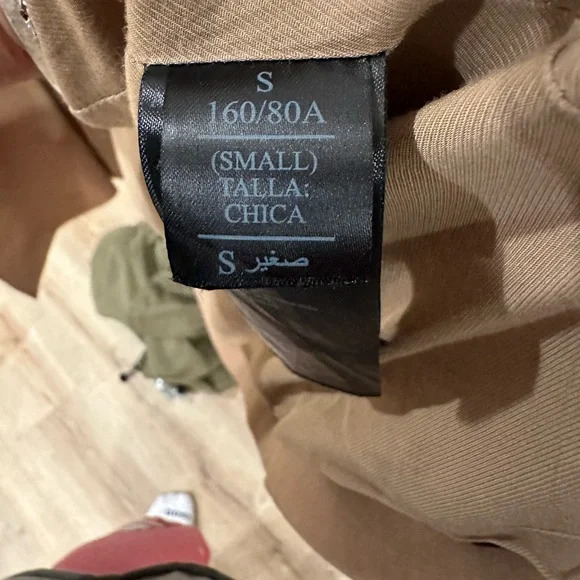 S
160/80A
(SMALL)
TALLA:
CHICA
S صغير